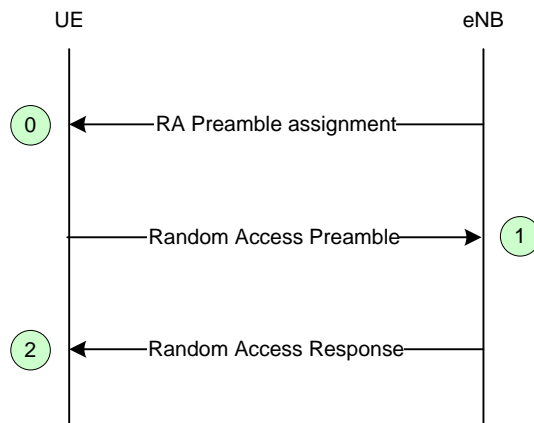 UE
eNB
0
RA Preamble assignment
Random Access Preamble
1
2
Random Access Response